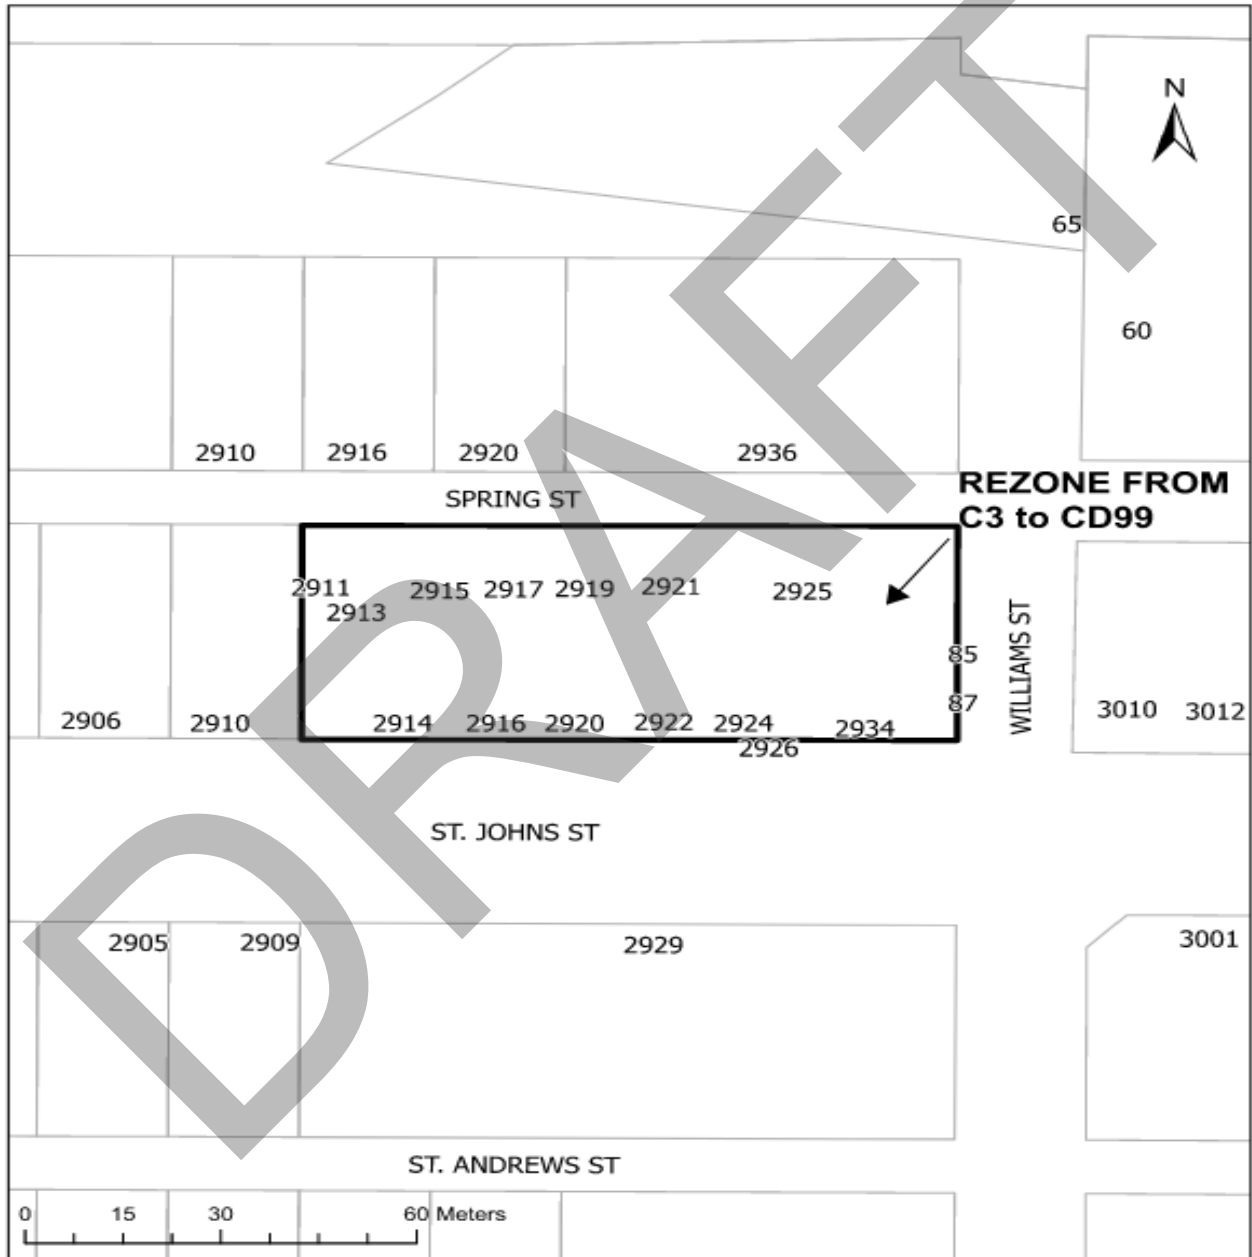 N
65
60
2910 2916 2920 2936
SPRING ST
REZONE FROM
C3 to CD99
2911 2915 2917 2919 2921 2925
2913
85
87
WILLIAMS ST
2906 2910 2914 2916 2920 2922 2924 2934
2926
3010 3012
ST. JOHNS ST
2905 2909 2929 3001
ST. ANDREWS ST
0 15 30 60 Meters
DRAFT